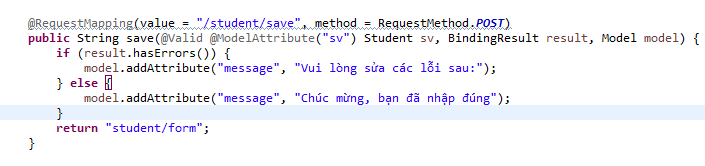 @RequestMapping(value = "/student/save", method = RequestMethod.POST)
public String save(@Valid @ModelAttribute("sv") Student sv, BindingResult result, Model model) {
if (result.hasErrors()) {
model.addAttribute("message", "Vui lòng sửa các lỗi sau:");
} else {
model.addAttribute("message", "Chúc mừng, bạn đã nhập đúng");
}
return "student/form";
}